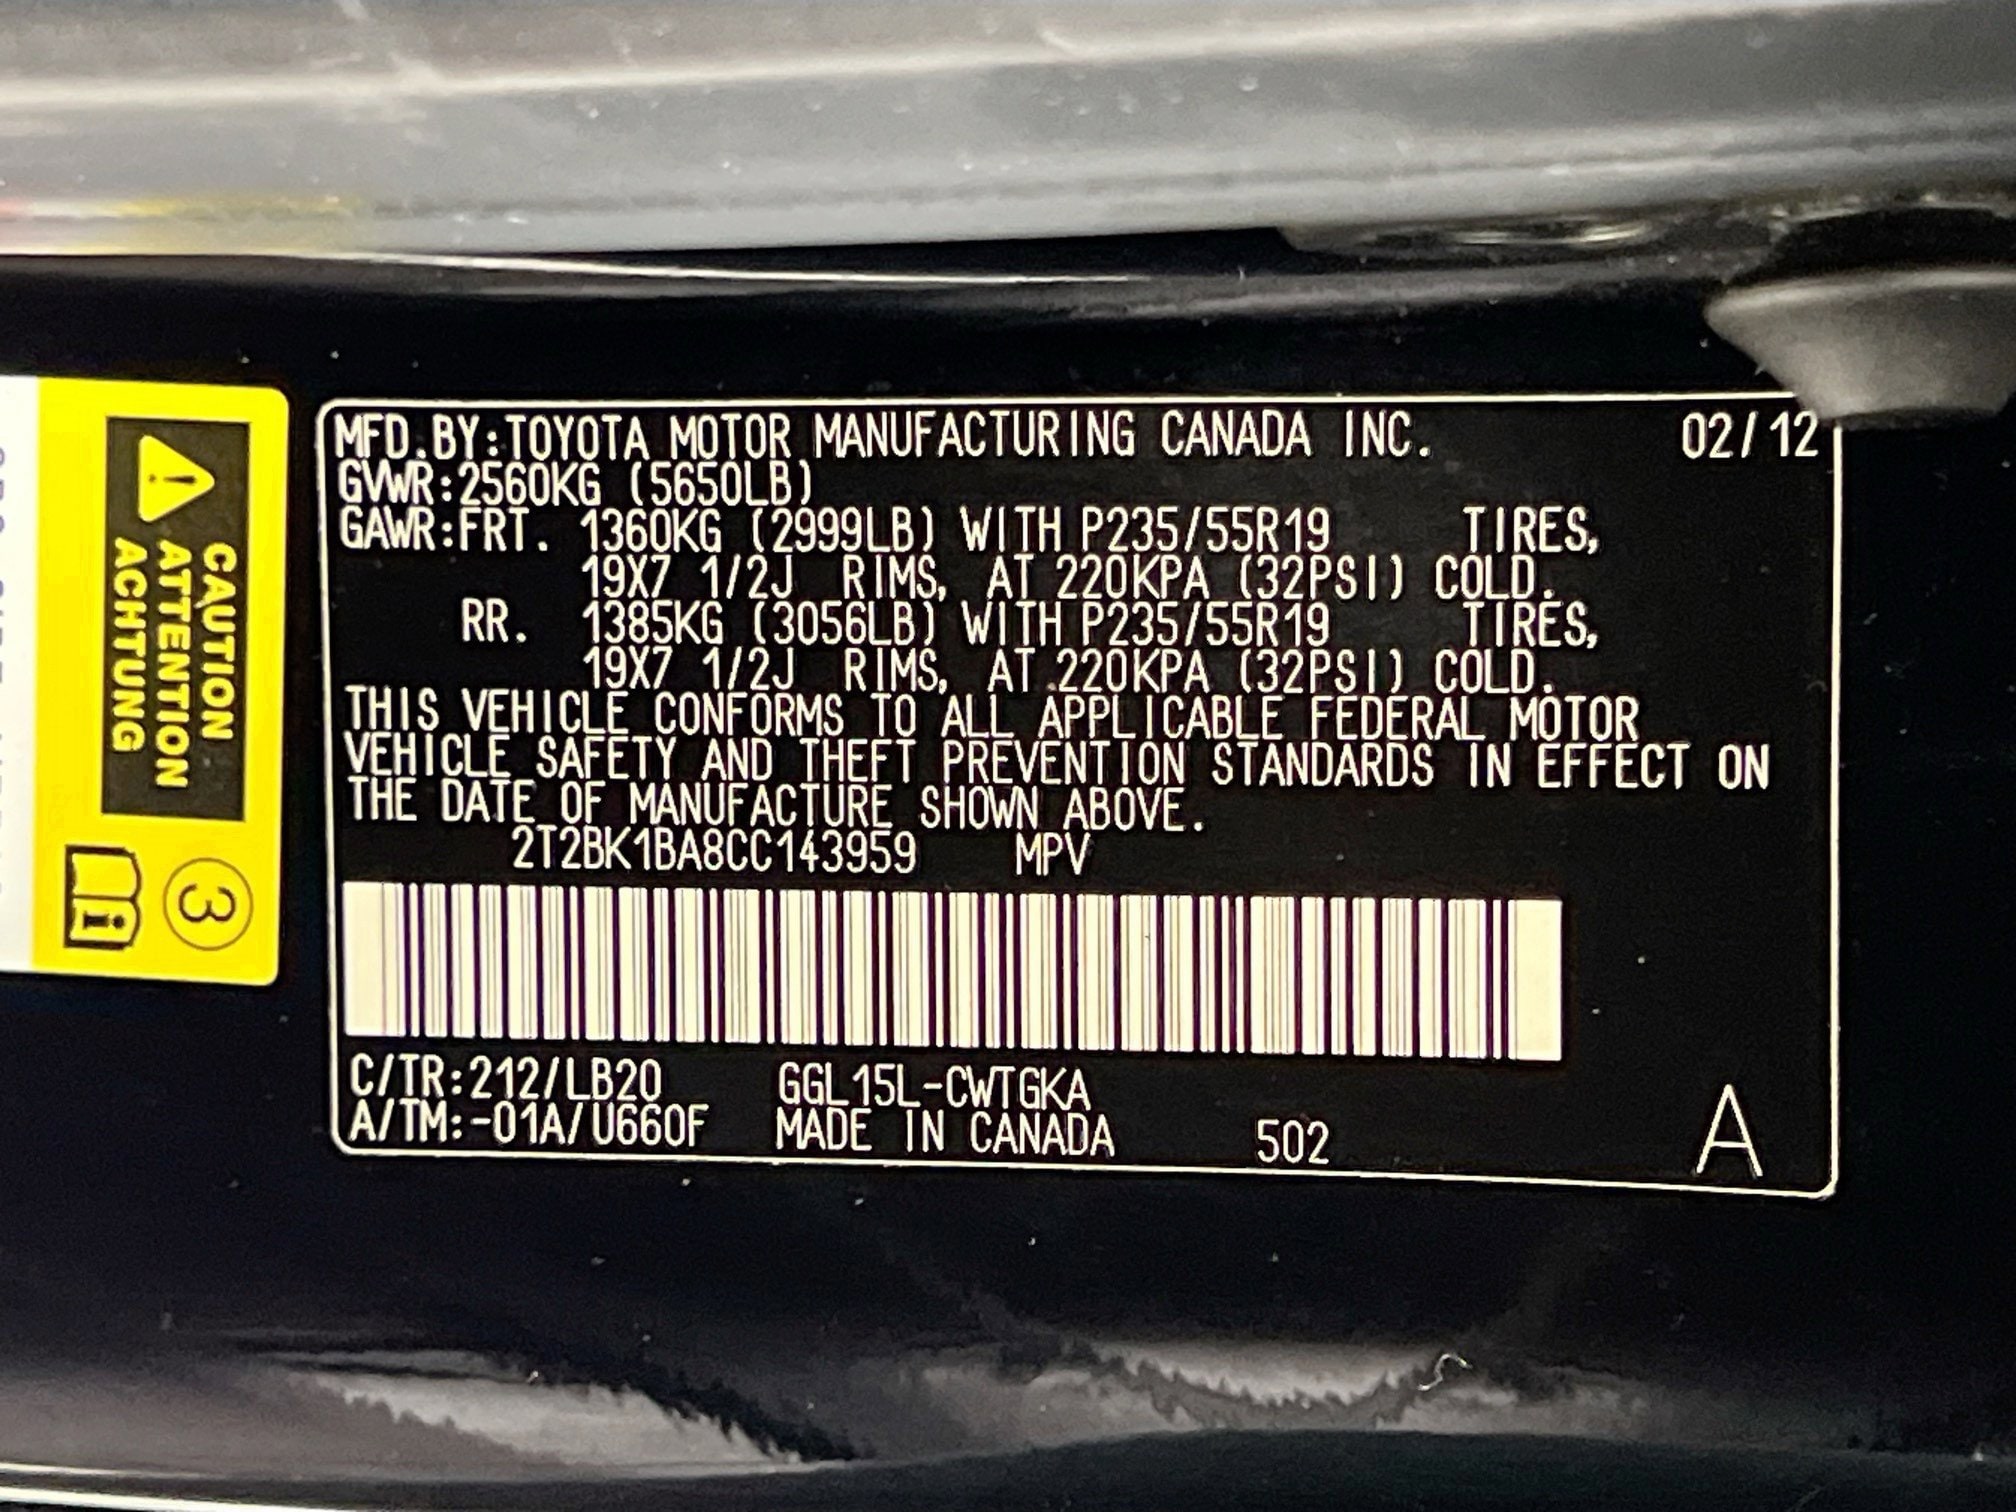 MFD.BY:TOYOTA MOTOR MANUFACTURING CANADA INC. 02/12
GVWR:2560KG (5650LB)
GAWR:FRT. 1360KG (2999LB) WITH P235/55R19 TIRES,
19X7 1/2J RIMS, AT 220KPA (32PSI) COLD.
RR. 1385KG (3056LB) WITH P235/55R19 TIRES,
19X7 1/2J RIMS, AT 220KPA (32PSI) COLD.
THIS VEHICLE CONFORMS TO ALL APPLICABLE FEDERAL MOTOR
VEHICLE SAFETY AND THEFT PREVENTION STANDARDS IN EFFECT ON
THE DATE OF MANUFACTURE SHOWN ABOVE.
2T2BK1BA8CC143959 MPV
C/TR:212/LB20 GGL15L-CWTGKA
A/TM:-01A/U660F MADE IN CANADA 502 A
CAUTION
ATTENTION
ACHTUNG
3
i